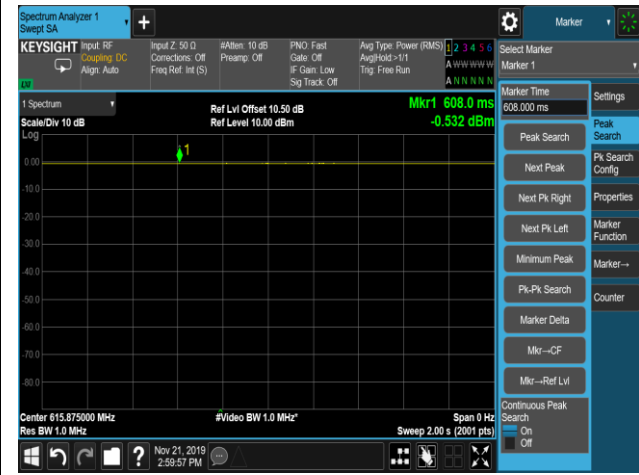 Spectrum Analyzer 1
Swept SA
+
Marker
KEYSIGHT
Input: RF
Coupling: DC
Align: Auto
Input Z: 50 Ω
Corrections: Off
Freq Ref: Int (S)
#Atten: 10 dB
Preamp: Off
PNO: Fast
Gate: Off
IF Gain: Low
Sig Track: Off
Avg Type: Power (RMS)
Avg|Hold:>1/1
Trig: Free Run
1 2 3 4 5 6
A W W W W W
A N N N N N
Select Marker
Marker 1
1 Spectrum
Scale/Div 10 dB
Log
Ref Lvl Offset 10.50 dB
Ref Level 10.00 dBm
Mkr1 608.0 ms
-0.532 dBm
1
0.00
-10.0
-20.0
-30.0
-40.0
-50.0
-60.0
-70.0
-80.0
Center 615.875000 MHz
Res BW 1.0 MHz
#Video BW 1.0 MHz*
Span 0 Hz
Sweep 2.00 s (2001 pts)
Marker Time
608.000 ms
Peak Search
Next Peak
Next Pk Right
Next Pk Left
Minimum Peak
Pk-Pk Search
Marker Delta
Mkr→CF
Mkr→Ref Lvl
Continuous Peak
Search
On
Off
Settings
Peak
Search
Pk Search
Config
Properties
Marker
Function
Marker→
Counter
?
Nov 21, 2019
2:59:57 PM